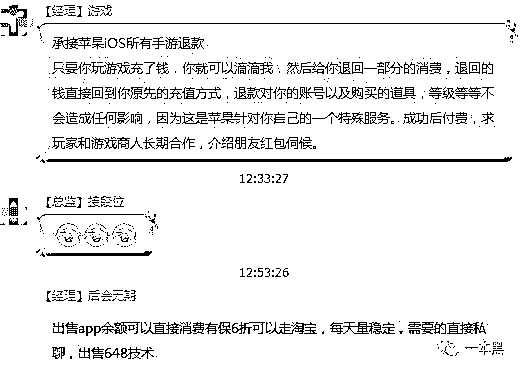 【经理】游戏
承接苹果IOS所有手游退款
只要你玩游戏充了钱，你就可以滴滴我，然后给你退回一部分的消费，退回的
钱直接回到你原先的充值方式，退款对你的账号以及购买的道具，等级等等不
会造成任何影响，因为这是苹果针对你自己的一个特殊服务。成功后付费，求
玩家和游戏商人长期合作，介绍朋友红包伺候。
12:33:27
【总监】接段位
12:53:26
【经理】后会无期
出售app余额可以直接消费有保6折可以走淘宝，每天量稳定，需要的直接私
聊，出售648技术.
一车黑